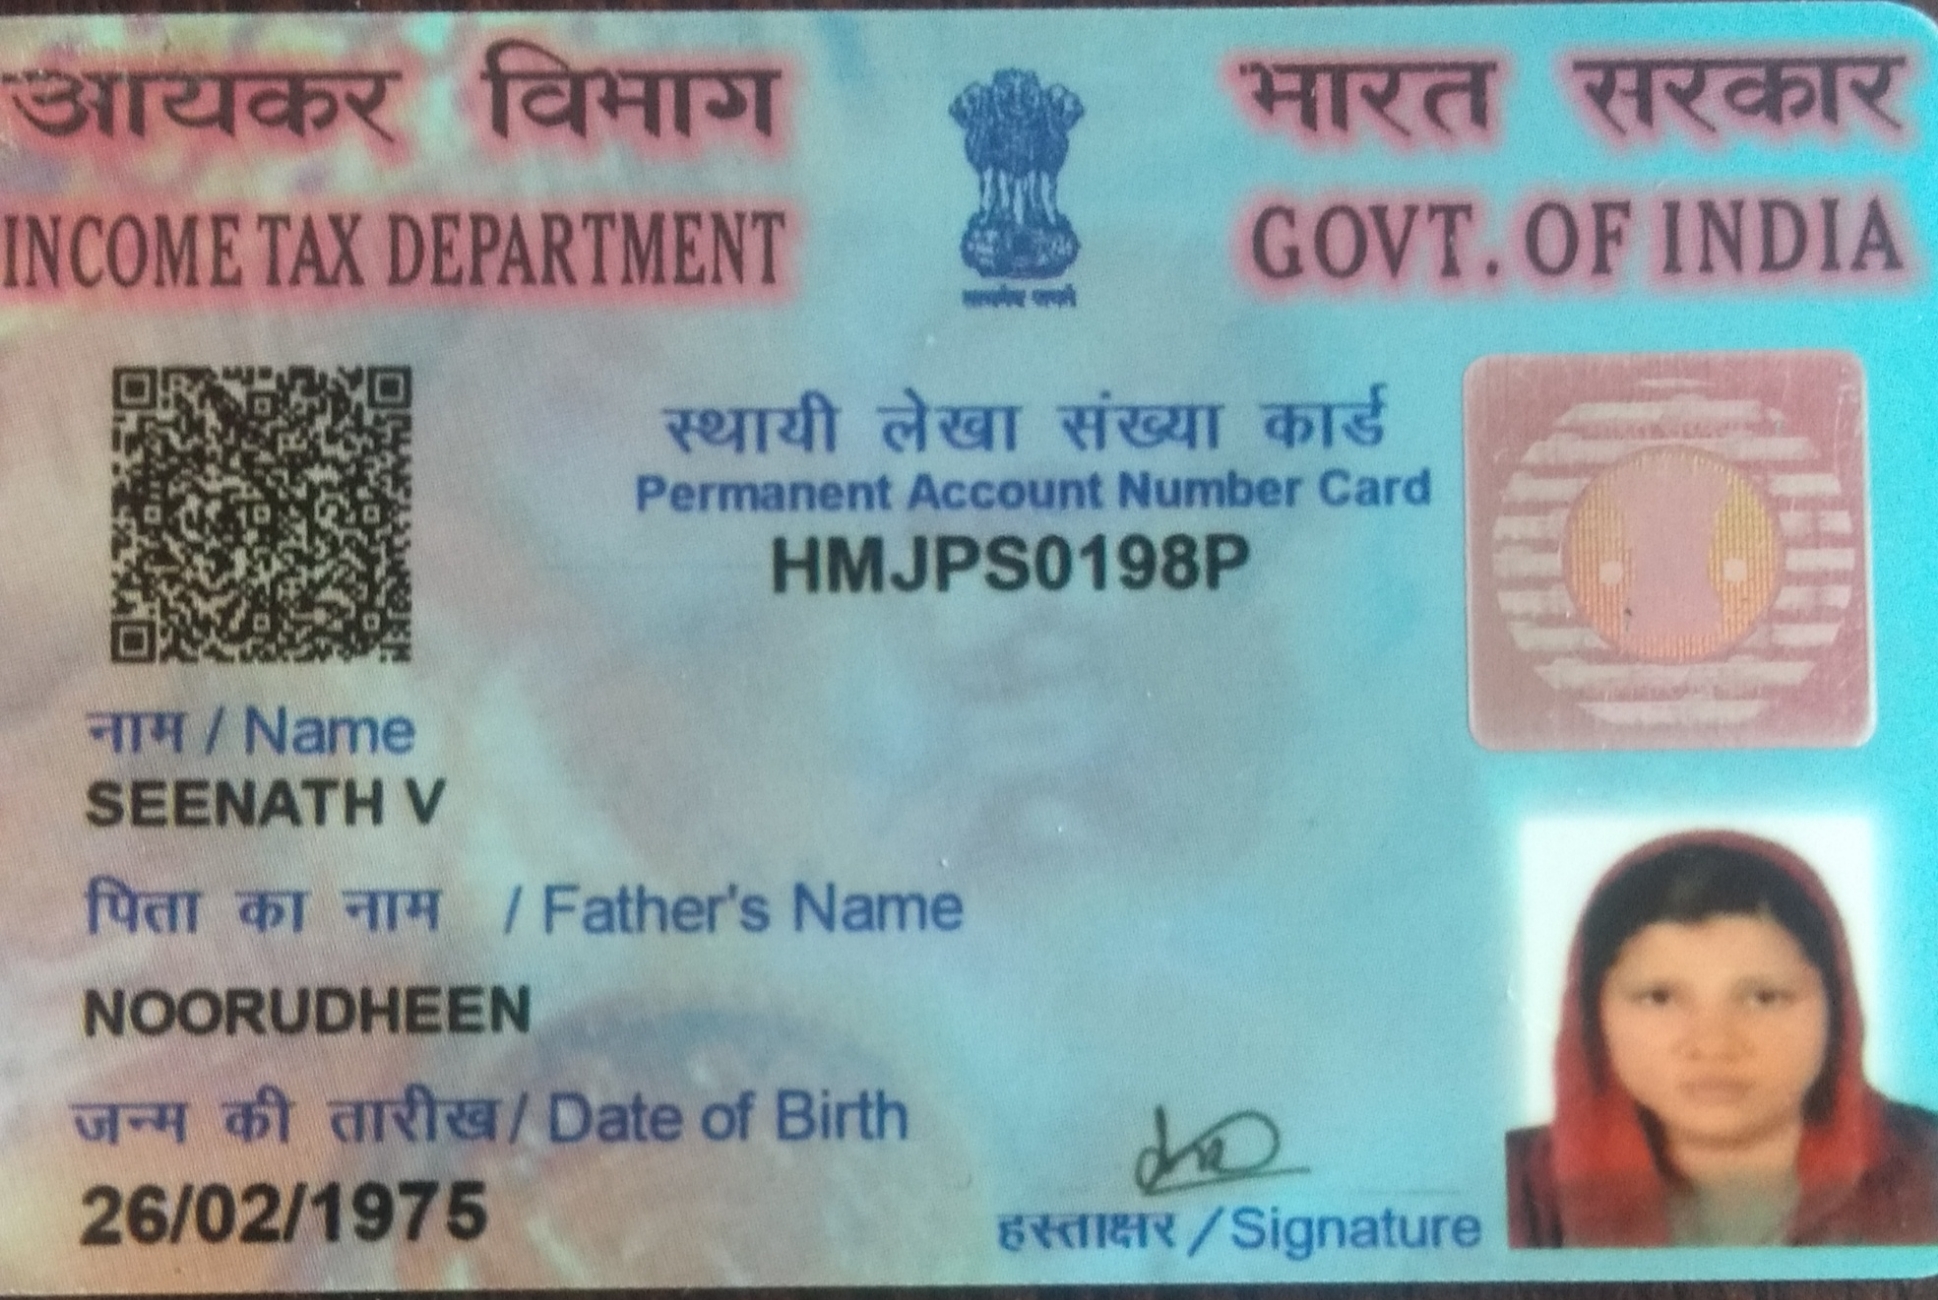 आयकर विभाग
INCOME TAX DEPARTMENT
भारत सरकार
GOVT. OF INDIA
सत्यमेव जयते
स्थायी लेखा संख्या कार्ड
Permanent Account Number Card
HMJPS0198P
नाम / Name
SEENATH V
पिता का नाम / Father's Name
NOORUDHEEN
जन्म की तारीख / Date of Birth
26/02/1975
हस्ताक्षर / Signature